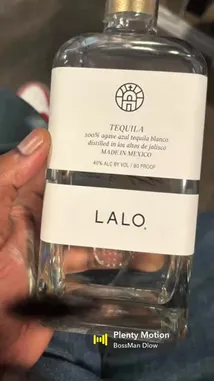 TEQUILA
100% agave azul tequila blanco
distilled in los altos de jalisco
MADE IN MEXICO
40% ALC BY VOL / 80 PROOF
LALO.
Plenty Motion
BossMan Dlow